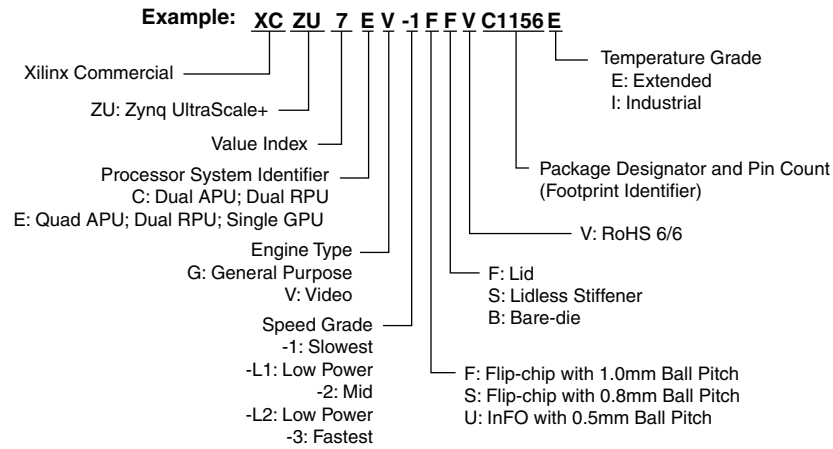 Example: XC ZU 7 E V -1 F F V C1156 E
Xilinx Commercial
ZU: Zynq UltraScale+
Value Index
Processor System Identifier
C: Dual APU; Dual RPU
E: Quad APU; Dual RPU; Single GPU
Engine Type
G: General Purpose
V: Video
Speed Grade
-1: Slowest
-L1: Low Power
-2: Mid
-L2: Low Power
-3: Fastest
Temperature Grade
E: Extended
I: Industrial
Package Designator and Pin Count
(Footprint Identifier)
V: RoHS 6/6
F: Lid
S: Lidless Stiffener
B: Bare-die
F: Flip-chip with 1.0mm Ball Pitch
S: Flip-chip with 0.8mm Ball Pitch
U: InFO with 0.5mm Ball Pitch